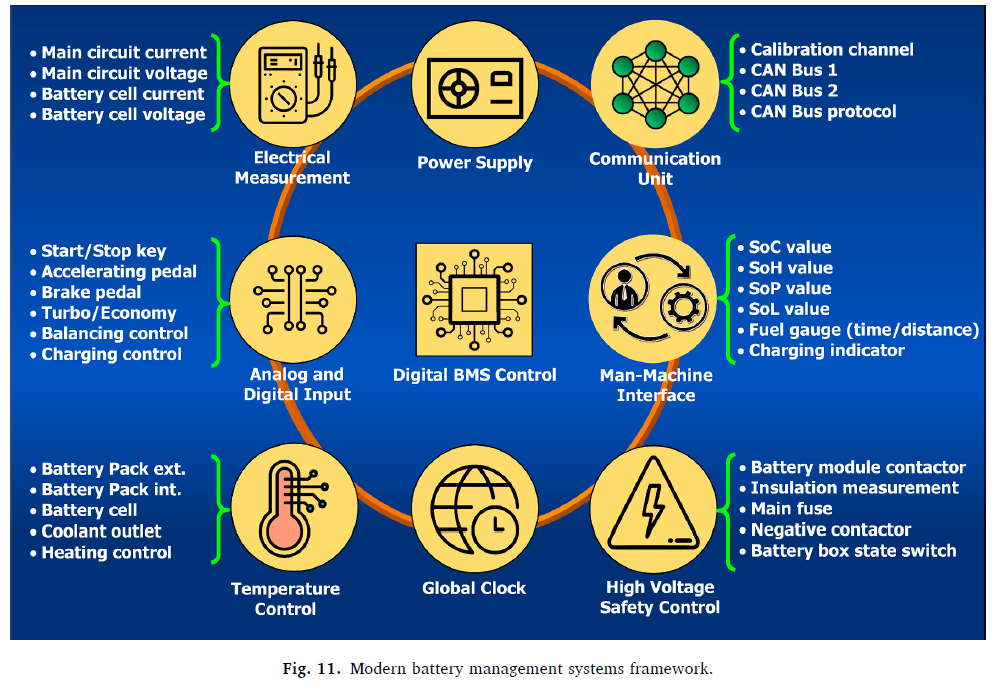 • Main circuit current
• Main circuit voltage
• Battery cell current
• Battery cell voltage
Electrical
Measurement
Power Supply
Communication
Unit
• Calibration channel
• CAN Bus 1
• CAN Bus 2
• CAN Bus protocol
• Start/Stop key
• Accelerating pedal
• Brake pedal
• Turbo/Economy
• Balancing control
• Charging control
Analog and
Digital Input
Digital BMS Control
Man-Machine
Interface
• SoC value
• SoH value
• SoP value
• SoL value
• Fuel gauge (time/distance)
• Charging indicator
• Battery Pack ext.
• Battery Pack int.
• Battery cell
• Coolant outlet
• Heating control
Temperature
Control
Global Clock
High Voltage
Safety Control
• Battery module contactor
• Insulation measurement
• Main fuse
• Negative contactor
• Battery box state switch
Fig. 11. Modern battery management systems framework.